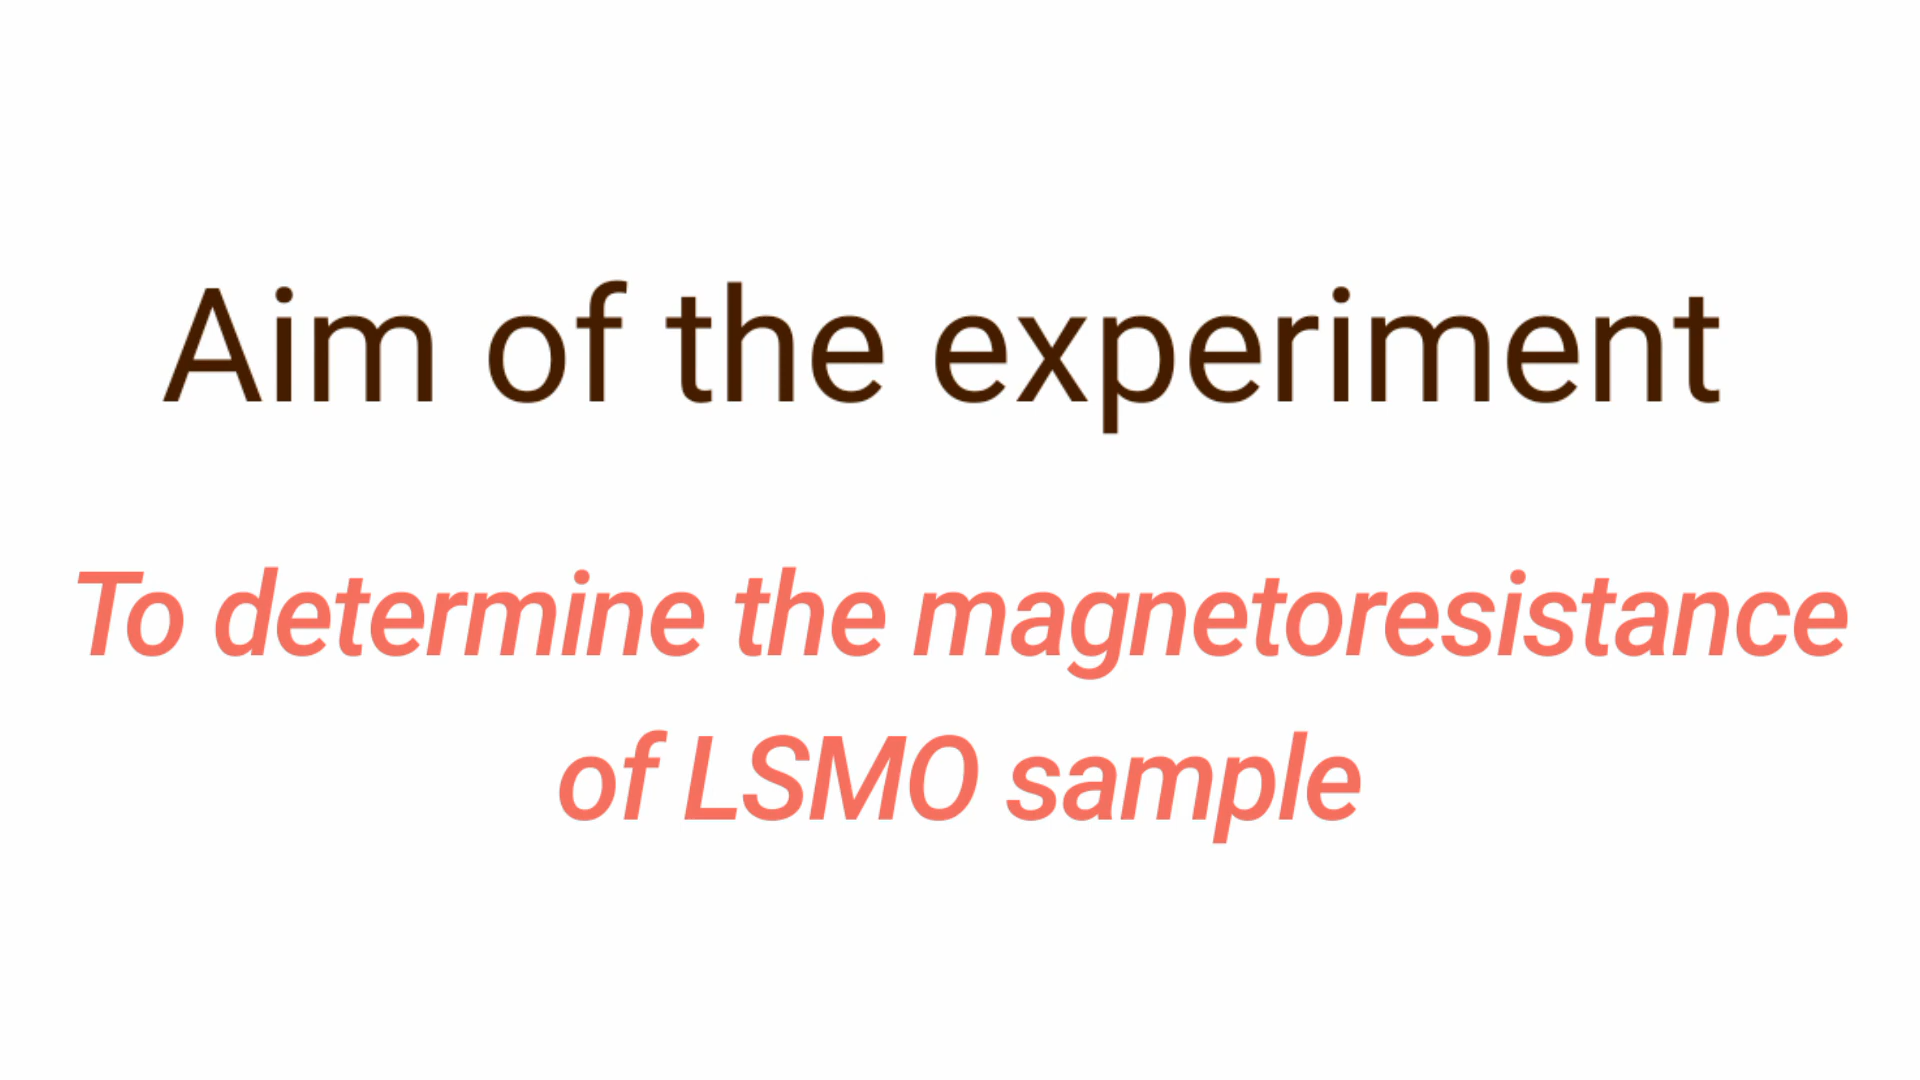 Aim of the experiment
To determine the magnetoresistance
of LSMO sample